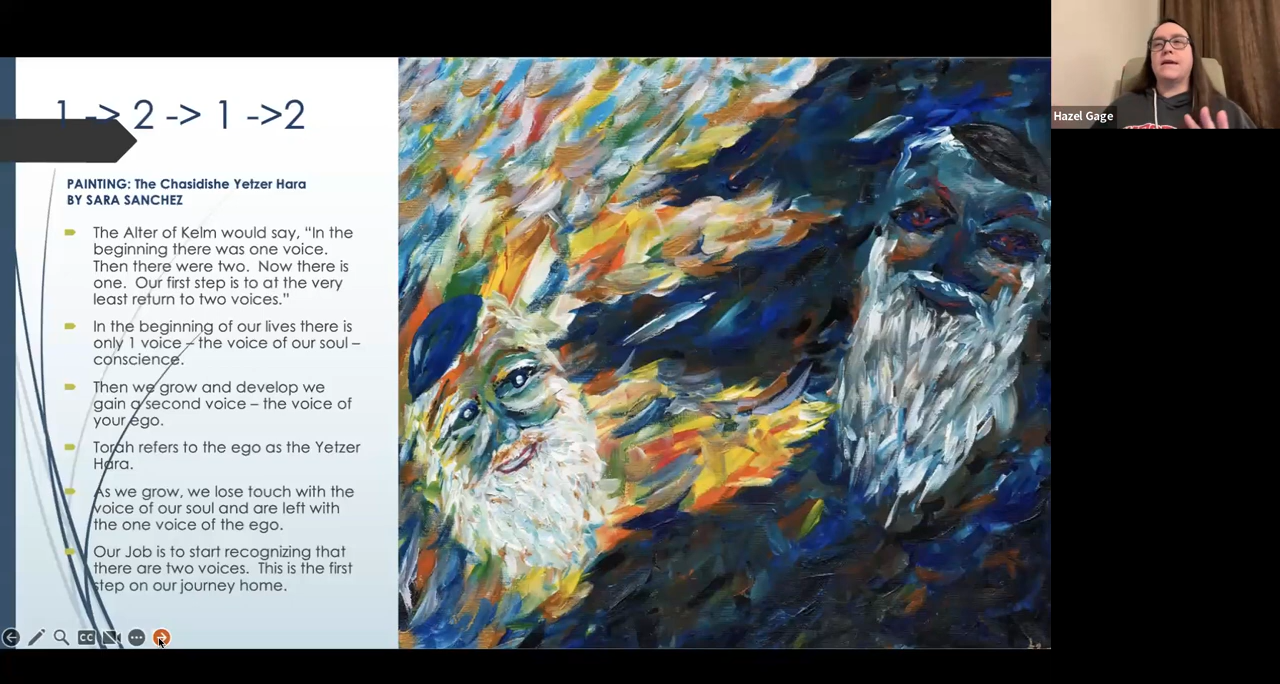 1 -> 2 -> 1 ->2
PAINTING: The Chasidishe Yetzer Hara
BY SARA SANCHEZ
The Alter of Kelm would say, “In the
beginning there was one voice.
Then there were two.  Now there is
one.  Our first step is to at the very
least return to two voices.”
In the beginning of our lives there is
only 1 voice – the voice of our soul –
conscience.
Then we grow and develop we
gain a second voice – the voice of
your ego.
Torah refers to the ego as the Yetzer
Hara.
As we grow, we lose touch with the
voice of our soul and are left with
the one voice of the ego.
Our Job is to start recognizing that
there are two voices.  This is the first
step on our journey home.
CC
Hazel Gage